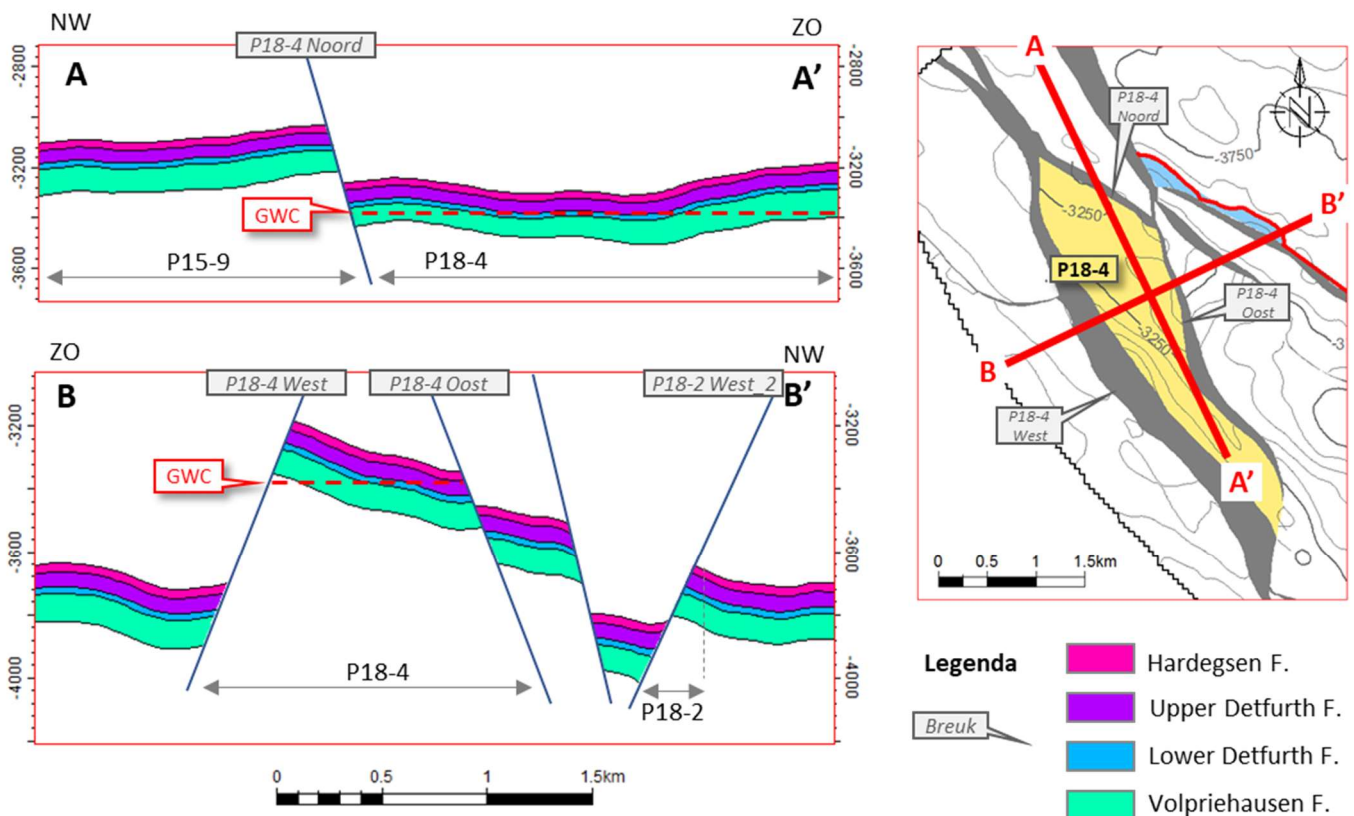 NW
ZO
P18-4 Noord
A
A'
-2800
-3200
-3600
-2800
-3200
-3600
GWC
P15-9
P18-4
ZO
NW
P18-4 West
P18-4 Oost
P18-2 West_2
B
B'
-3200
-3600
-4000
-3200
-3600
-4000
GWC
P18-4
P18-2
0 0.5 1 1.5km
A
P18-4
Noord
N
-3750
B'
-3250
P18-4
P18-4
Oost
-3250
-3
B
P18-4
West
A'
0 0.5 1 1.5km
Legenda
Breuk
Hardegsen F.
Upper Detfurth F.
Lower Detfurth F.
Volpriehausen F.